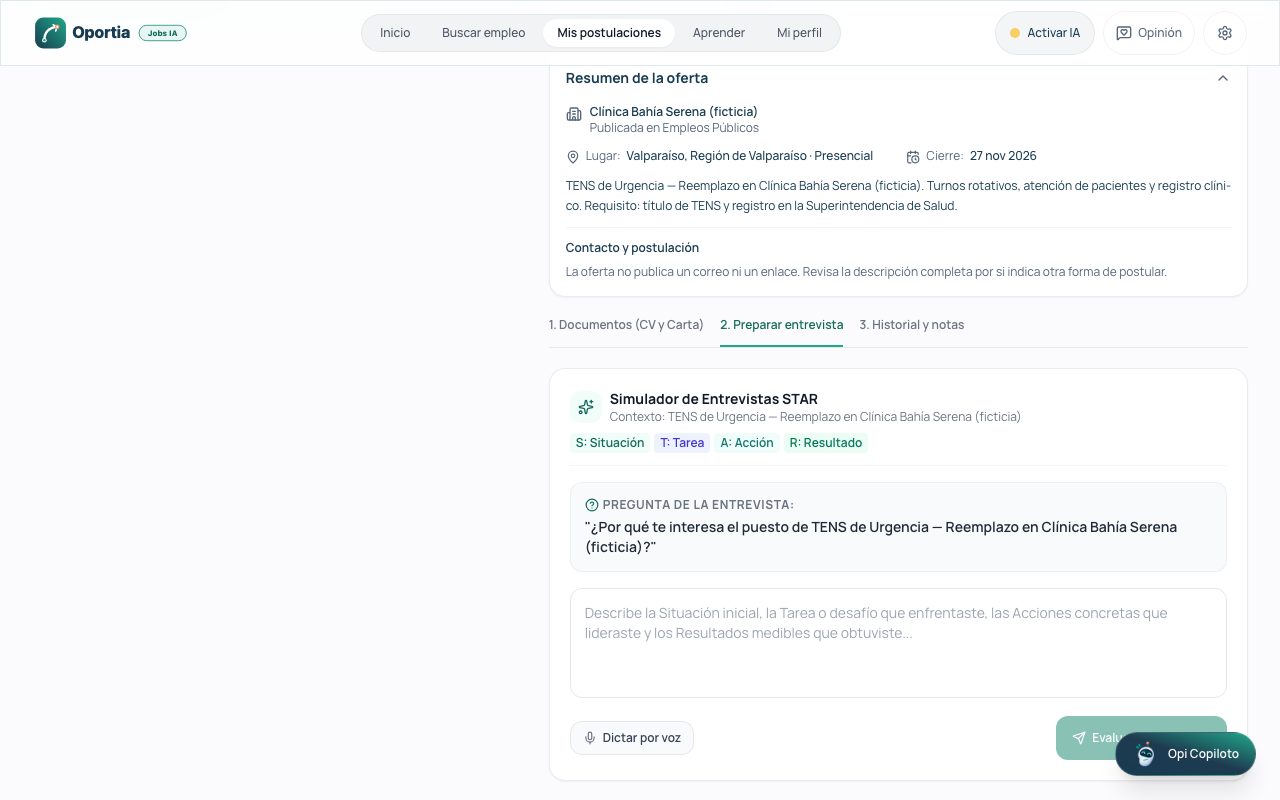 Oportia
Jobs IA
Inicio
Buscar empleo
Mis postulaciones
Aprender
Mi perfil
Activar IA
Opinión
Resumen de la oferta
Clínica Bahía Serena (ficticia)
Publicada en Empleos Públicos
Lugar: Valparaíso, Región de Valparaíso · Presencial
Cierre: 27 nov 2026
TENS de Urgencia — Reemplazo en Clínica Bahía Serena (ficticia). Turnos rotativos, atención de pacientes y registro clíni-
co. Requisito: título de TENS y registro en la Superintendencia de Salud.
Contacto y postulación
La oferta no publica un correo ni un enlace. Revisa la descripción completa por si indica otra forma de postular.
1. Documentos (CV y Carta)
2. Preparar entrevista
3. Historial y notas
Simulador de Entrevistas STAR
Contexto: TENS de Urgencia — Reemplazo en Clínica Bahía Serena (ficticia)
S: Situación
T: Tarea
A: Acción
R: Resultado
PREGUNTA DE LA ENTREVISTA:
"¿Por qué te interesa el puesto de TENS de Urgencia — Reemplazo en Clínica Bahía Serena
(ficticia)?"
Describe la Situación inicial, la Tarea o desafío que enfrentaste, las Acciones concretas que
lideraste y los Resultados medibles que obtuviste...
Dictar por voz
Opi Copiloto